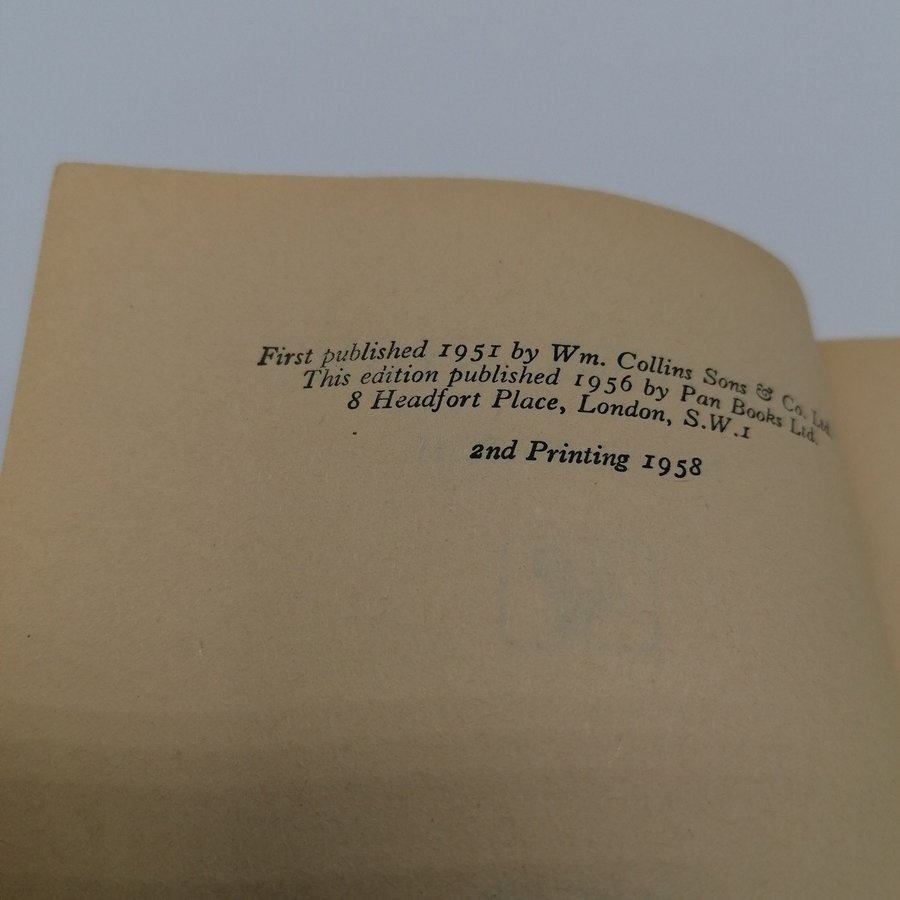 First published 1951 by Wm. Collins Sons & Co. Ltd.
This edition published 1956 by Pan Books Ltd.
8 Headfort Place, London, S.W.1
2nd Printing 1958